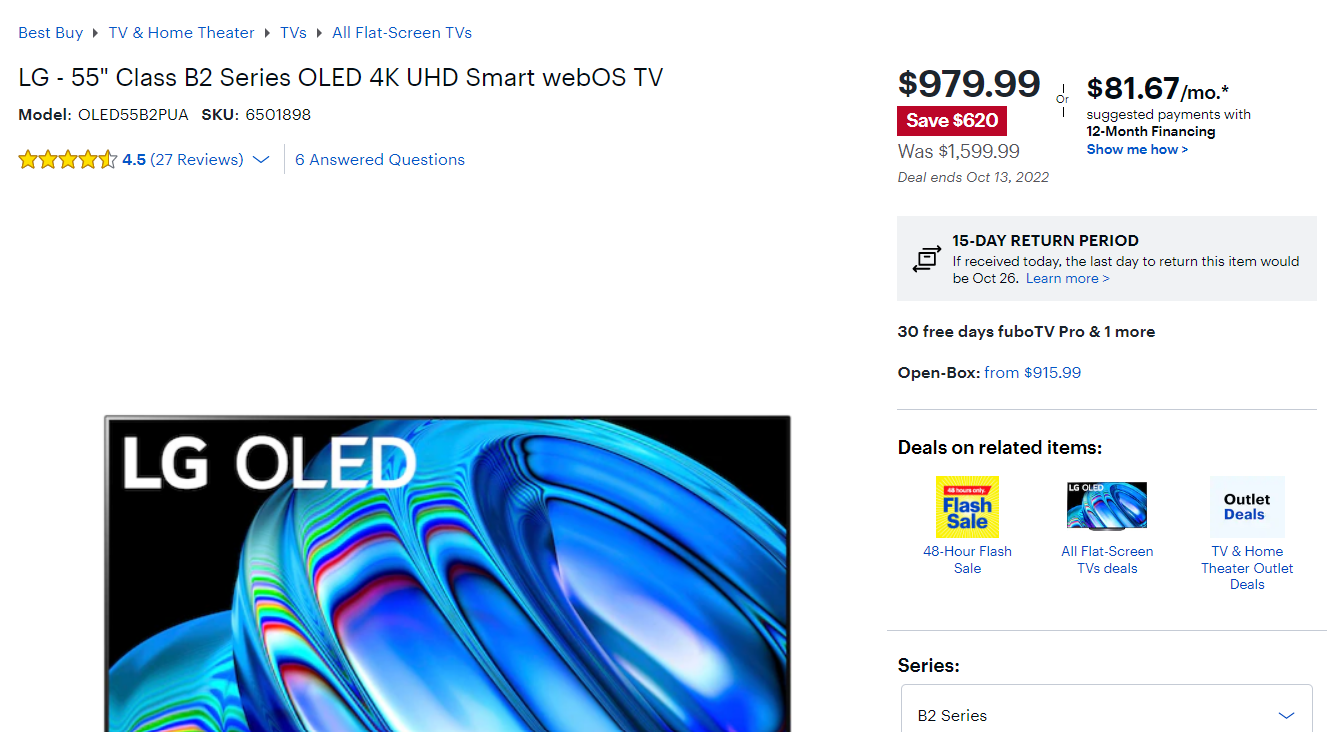 Best Buy TV & Home Theater TVs All Flat-Screen TVs
LG - 55" Class B2 Series OLED 4K UHD Smart webOS TV
Model: OLED55B2PUA SKU: 6501898
4.5 (27 Reviews) 6 Answered Questions
LG OLED
$979.99
Save $620
Was $1,599.99
Deal ends Oct 13, 2022
Or
$81.67/mo.*
suggested payments with
12-Month Financing
Show me how >
15-DAY RETURN PERIOD
If received today, the last day to return this item would
be Oct 26. Learn more >
30 free days fuboTV Pro & 1 more
Open-Box: from $915.99
Deals on related items:
48 hours only.
Flash
Sale
48-Hour Flash
Sale
LG OLED
All Flat-Screen
TVs deals
Outlet
Deals
TV & Home
Theater Outlet
Deals
Series:
B2 Series